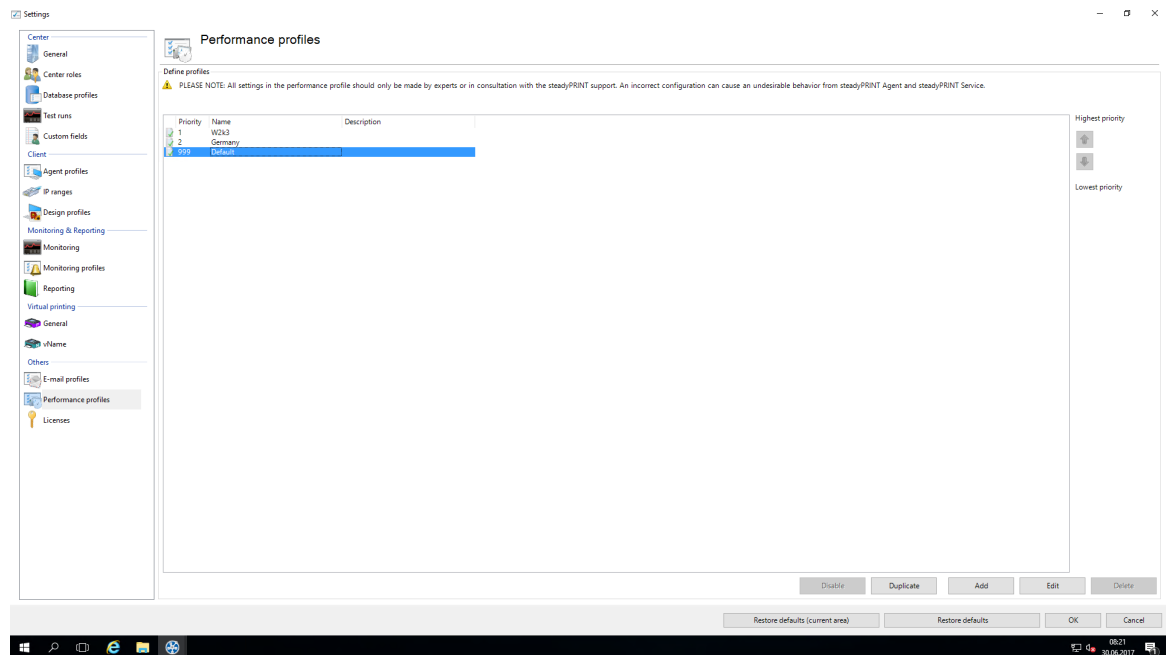 Settings
Center
General
Center roles
Database profiles
Test runs
Custom fields
Client
Agent profiles
IP ranges
Design profiles
Monitoring & Reporting
Monitoring
Monitoring profiles
Reporting
Virtual printing
General
vName
Others
E-mail profiles
Performance profiles
Licenses
Performance profiles
Define profiles
PLEASE NOTE: All settings in the performance profile should only be made by experts or in consultation with the steadyPRINT support. An incorrect configuration can cause an undesirable behavior from steadyPRINT Agent and steadyPRINT Service.
Priority Name Description
1 W2k3
2 Germany
999 Default
Highest priority
Lowest priority
Disable Duplicate Add Edit Delete
Restore defaults (current area) Restore defaults OK Cancel
08:21
30.06.2017